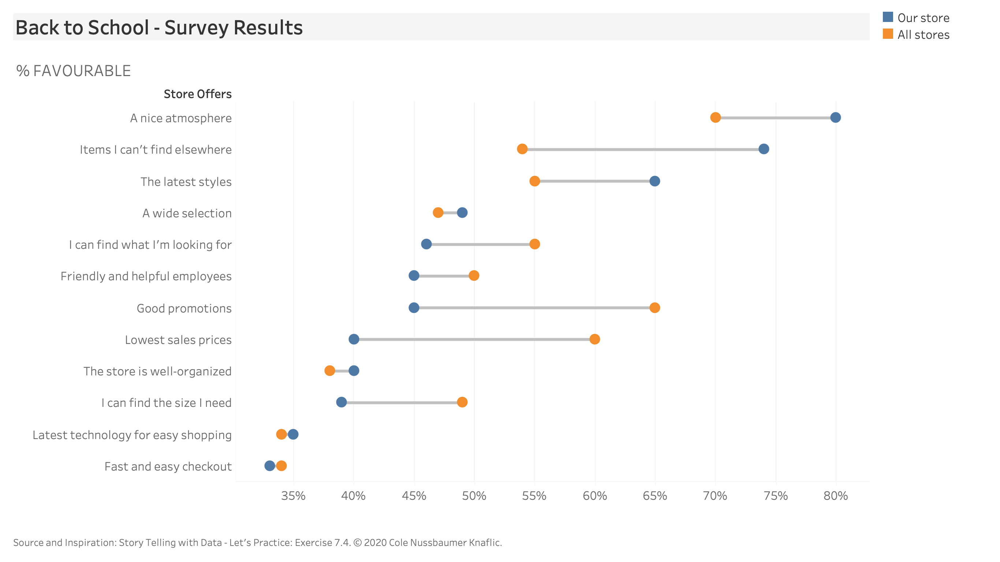 Back to School - Survey Results
Our store
All stores
% FAVOURABLE
Store Offers
A nice atmosphere
Items I can’t find elsewhere
The latest styles
A wide selection
I can find what I’m looking for
Friendly and helpful employees
Good promotions
Lowest sales prices
The store is well-organized
I can find the size I need
Latest technology for easy shopping
Fast and easy checkout
35% 40% 45% 50% 55% 60% 65% 70% 75% 80%
Source and Inspiration: Story Telling with Data - Let’s Practice: Exercise 7.4. © 2020 Cole Nussbaumer Knaflic.